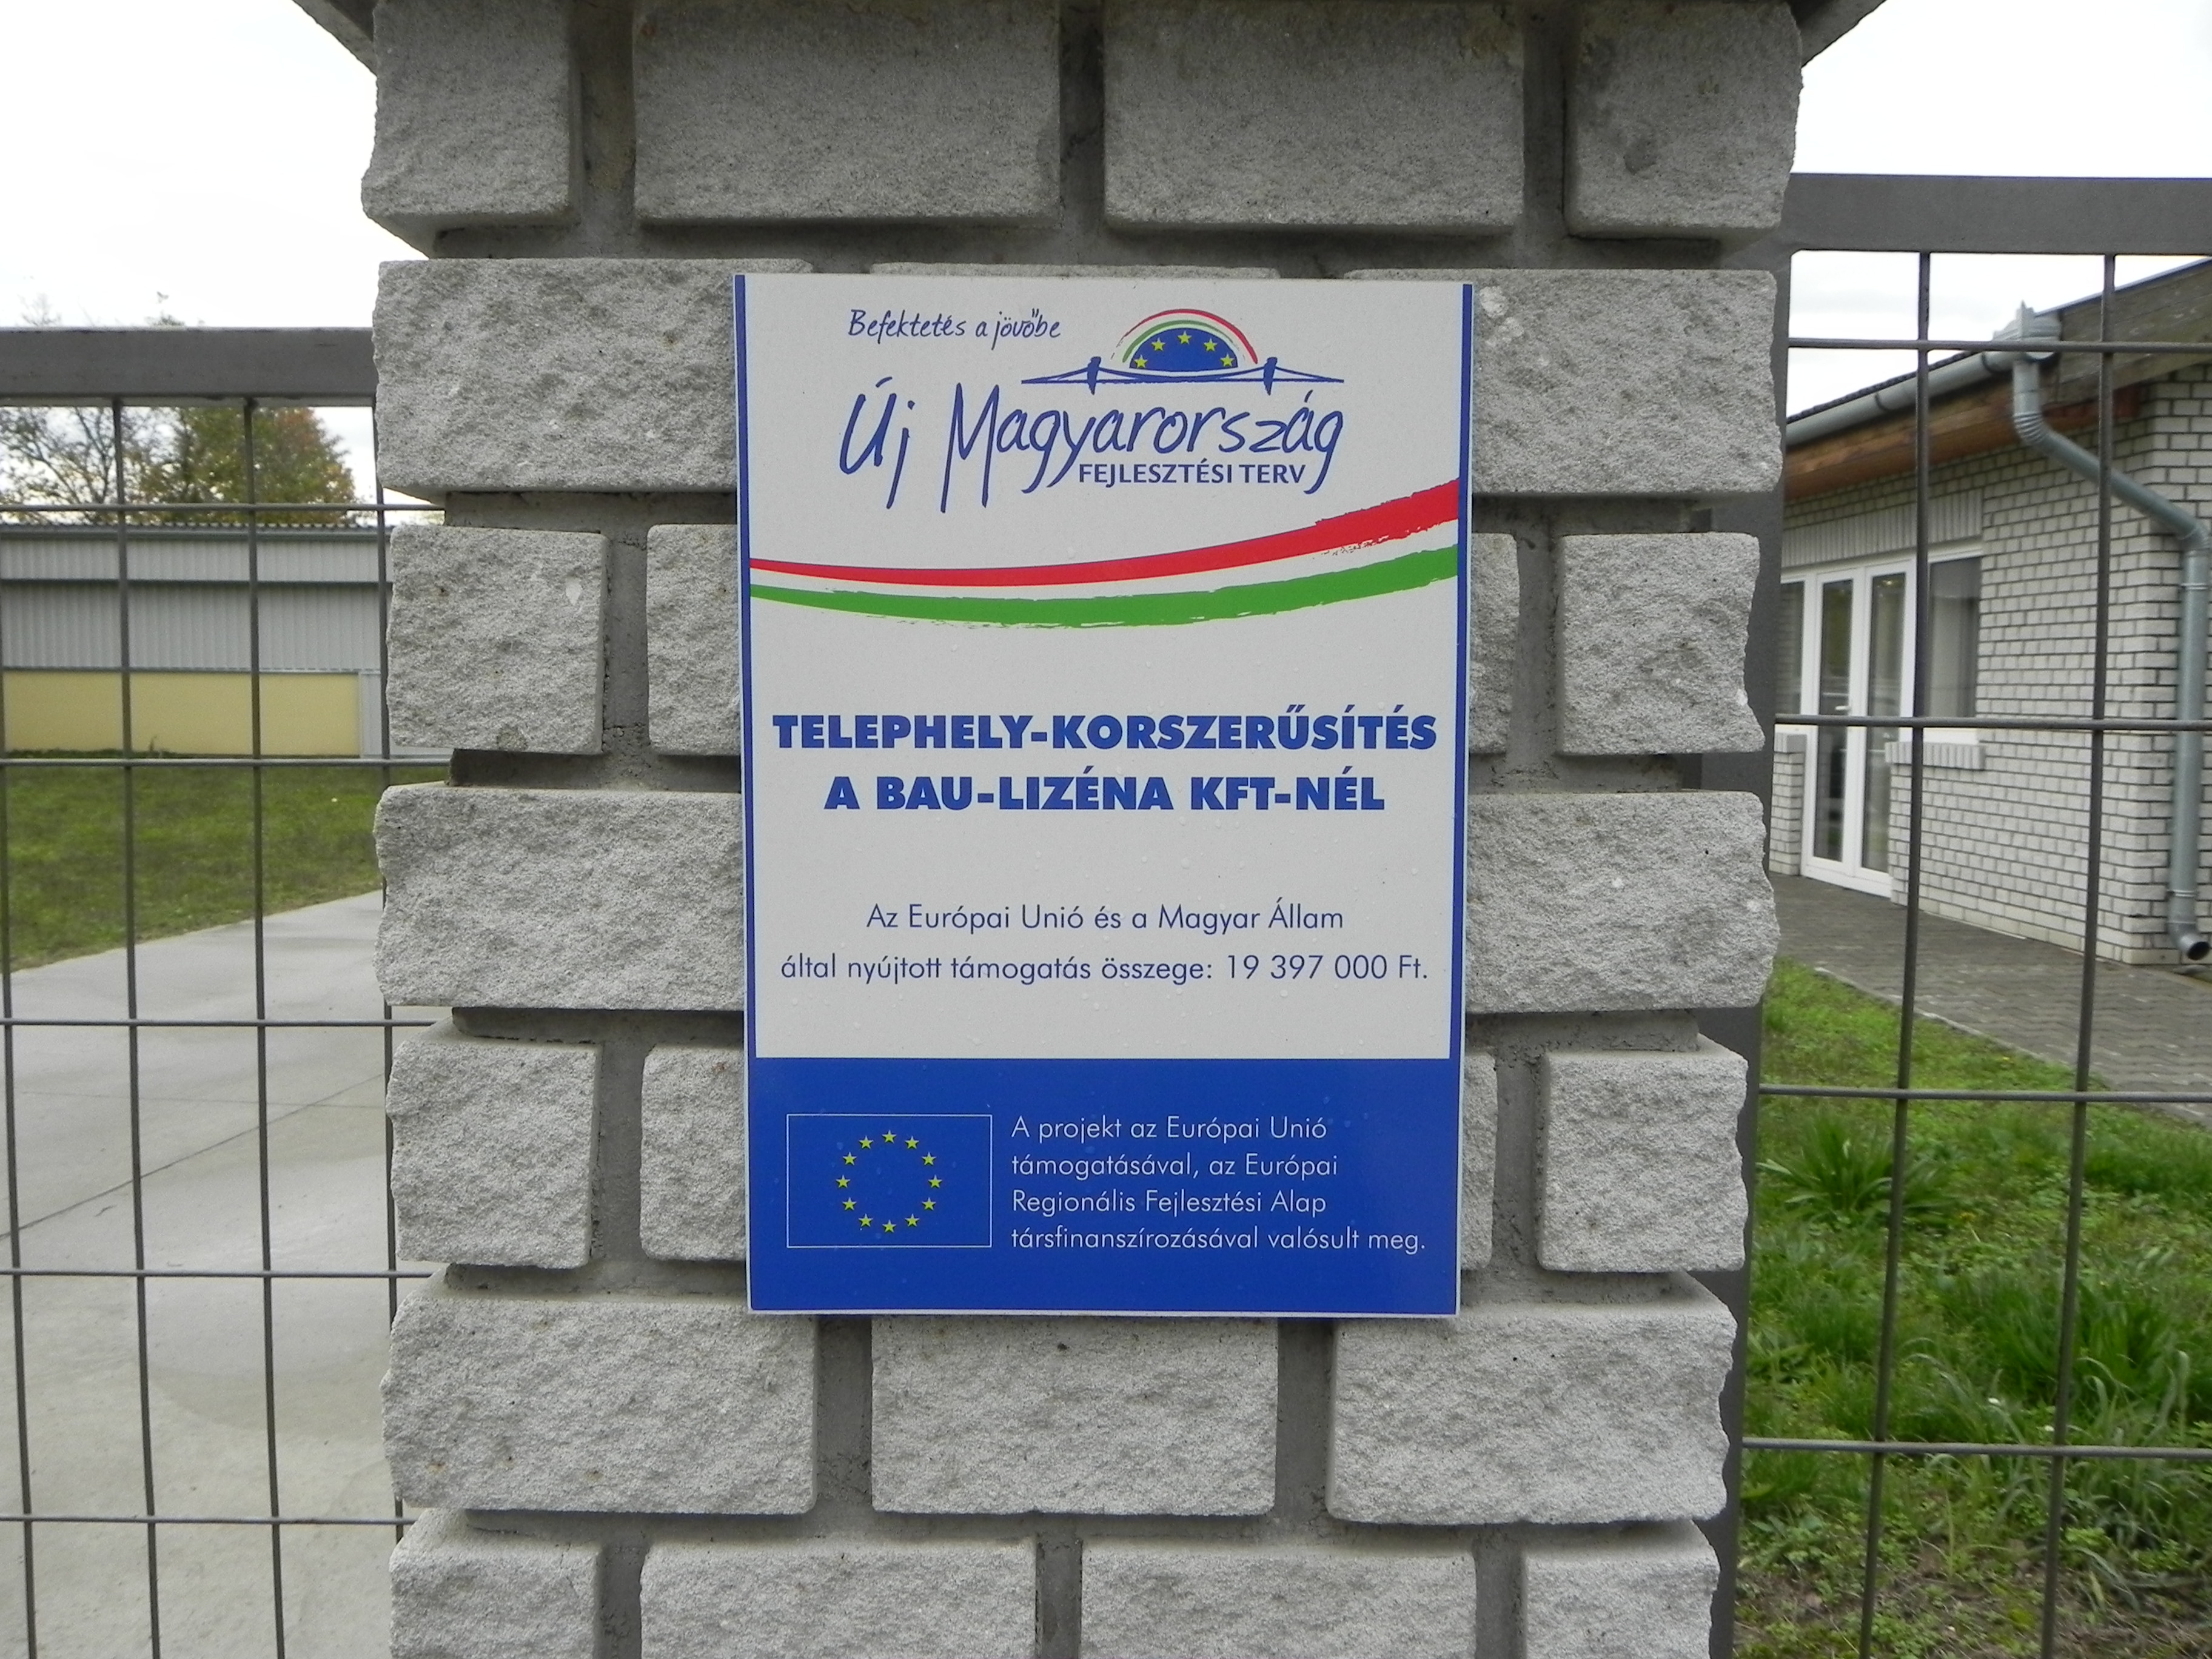 Befektetés a jövőbe
Új Magyarország
FEJLESZTÉSI TERV
TELEPHELY-KORSZERŰSÍTÉS
A BAU-LIZÉNA KFT-NÉL
Az Európai Unió és a Magyar Állam
által nyújtott támogatás összege: 19 397 000 Ft.
A projekt az Európai Unió
támogatásával, az Európai
Regionális Fejlesztési Alap
társfinanszírozásával valósult meg.